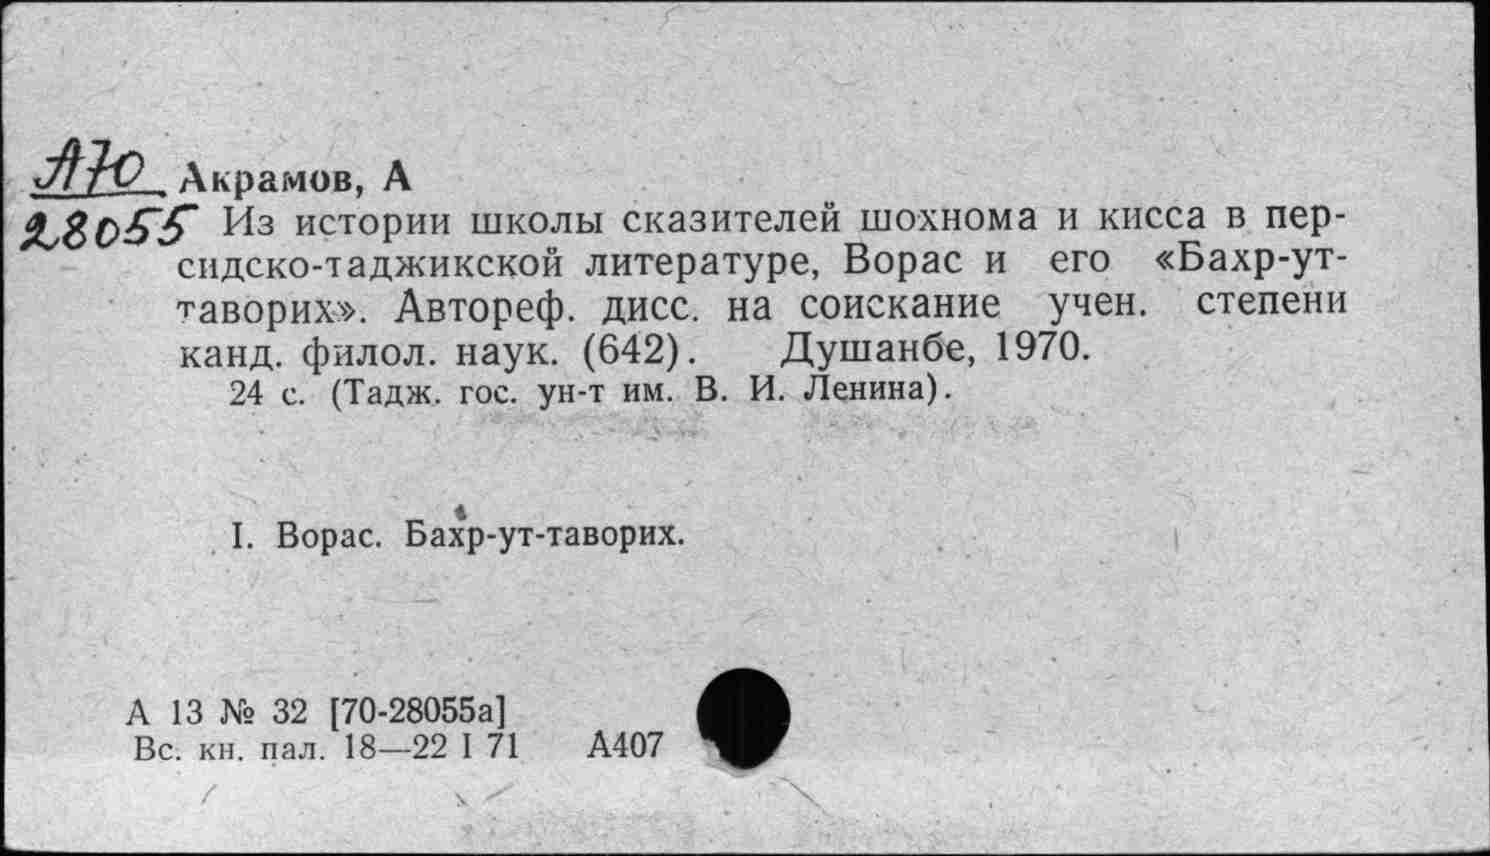 А70 Акрамов, А
28055 Из истории школы сказителей шохнома и кисса в пер-
сидско-таджикской литературе, Ворас и его «Бахр-ут-
таворих». Автореф. дисс. на соискание учен. степени
канд. филол. наук. (642). Душанбе, 1970.
24 с. (Тадж. гос. ун-т им. В. И. Ленина).
I. Ворас. Бахр-ут-таворих.
А 13 № 32 [70-28055а]
Вс. кн. пал. 18—22 I 71 А407